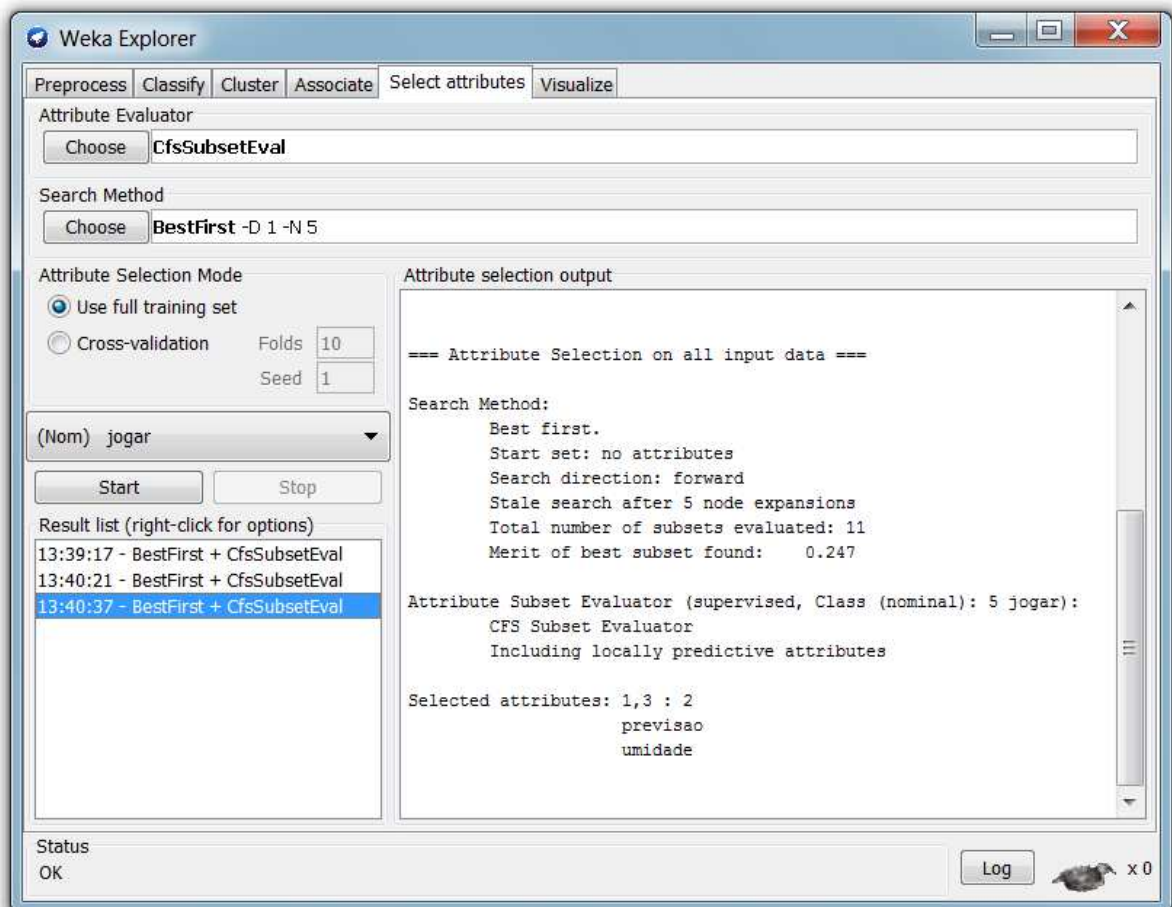 Weka Explorer
Preprocess Classify Cluster Associate Select attributes Visualize
Attribute Evaluator
Choose CfsSubsetEval
Search Method
Choose BestFirst -D 1 -N 5
Attribute Selection Mode
Use full training set
Cross-validation Folds 10
Seed 1
(Nom) jogar
Start Stop
Result list (right-click for options)
13:39:17 - BestFirst + CfsSubsetEval
13:40:21 - BestFirst + CfsSubsetEval
13:40:37 - BestFirst + CfsSubsetEval
Attribute selection output
=== Attribute Selection on all input data ===
Search Method:
Best first.
Start set: no attributes
Search direction: forward
Stale search after 5 node expansions
Total number of subsets evaluated: 11
Merit of best subset found: 0.247
Attribute Subset Evaluator (supervised, Class (nominal): 5 jogar):
CFS Subset Evaluator
Including locally predictive attributes
Selected attributes: 1,3 : 2
previsao
umidade
Status
OK
Log x 0